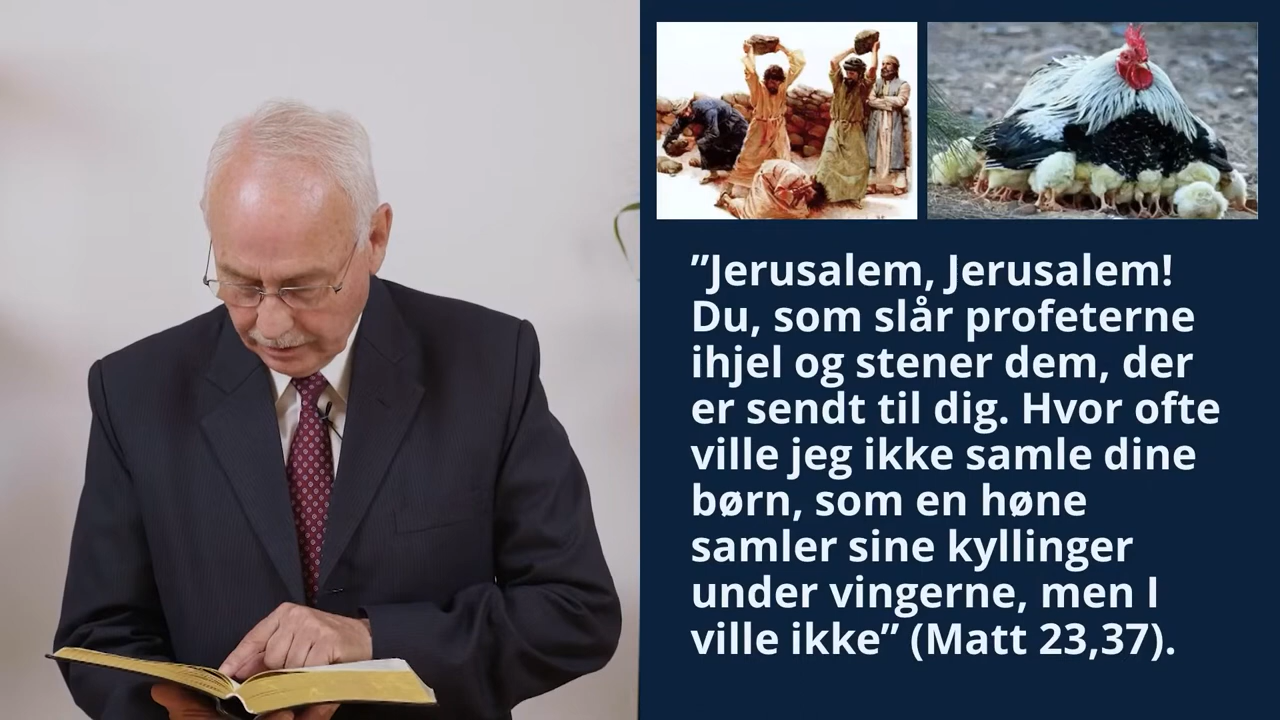 ”Jerusalem, Jerusalem!
Du, som slår profeterne
ihjel og stener dem, der
er sendt til dig. Hvor ofte
ville jeg ikke samle dine
børn, som en høne
samler sine kyllinger
under vingerne, men I
ville ikke” (Matt 23,37).